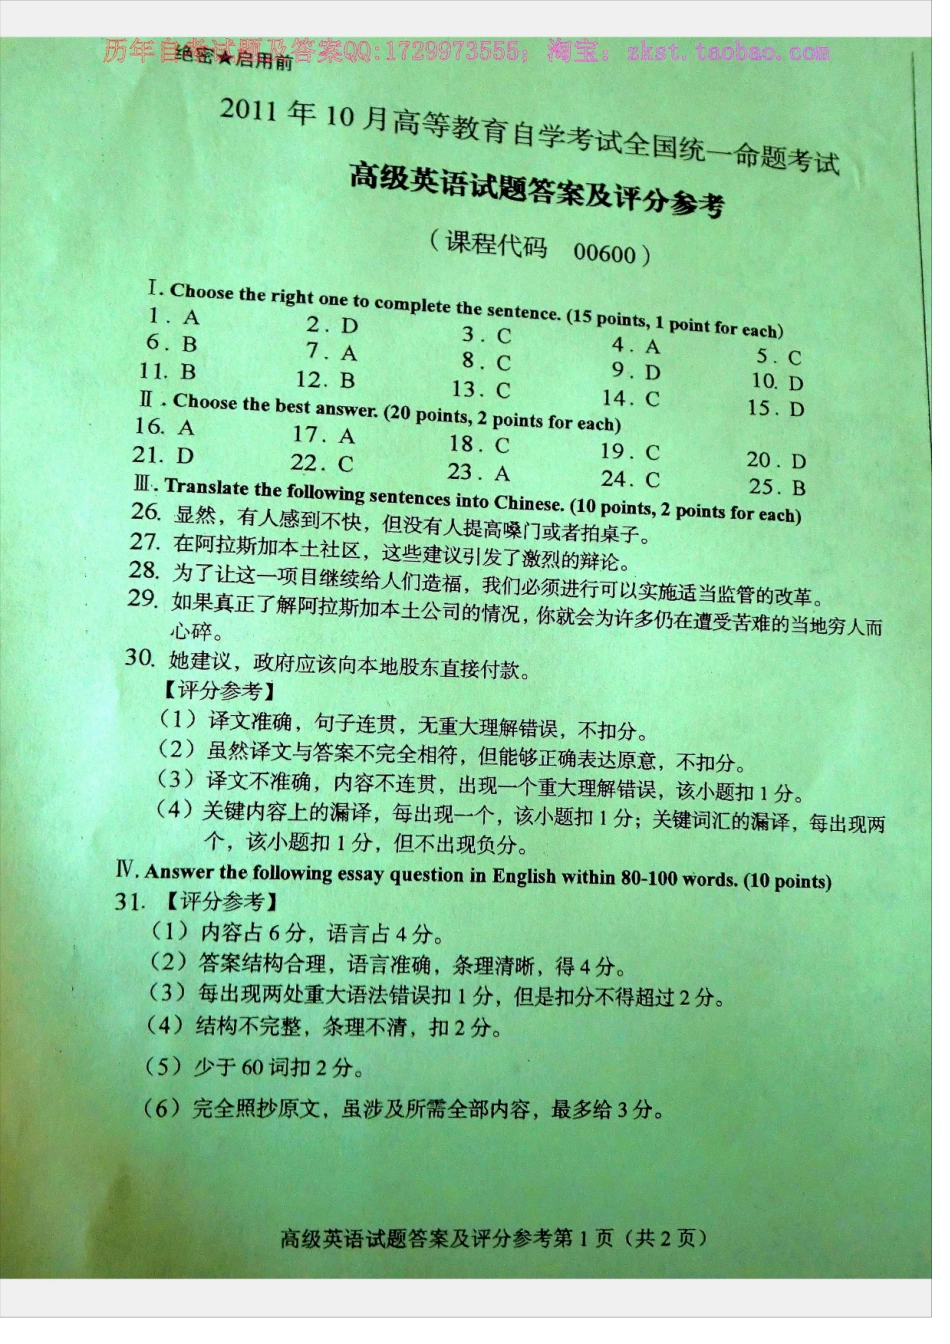 历年自考试题及答案QQ:1729973555; 淘宝: zkst.taobao.com
绝密★启用前
2011 年 10 月高等教育自学考试全国统一命题考试
高级英语试题答案及评分参考
（课程代码 00600）
Ⅰ. Choose the right one to complete the sentence. (15 points, 1 point for each)
1. A 2. D 3. C 4. A 5. C
6. B 7. A 8. C 9. D 10. D
11. B 12. B 13. C 14. C 15. D
Ⅱ. Choose the best answer. (20 points, 2 points for each)
16. A 17. A 18. C 19. C 20. D
21. D 22. C 23. A 24. C 25. B
Ⅲ. Translate the following sentences into Chinese. (10 points, 2 points for each)
26. 显然，有人感到不快，但没有人提高嗓门或者拍桌子。
27. 在阿拉斯加本土社区，这些建议引发了激烈的辩论。
28. 为了让这一项目继续给人们造福，我们必须进行可以实施适当监管的改革。
29. 如果真正了解阿拉斯加本土公司的情况，你就会为许多仍在遭受苦难的当地穷人而
心碎。
30. 她建议，政府应该向本地股东直接付款。
【评分参考】
（1）译文准确，句子连贯，无重大理解错误，不扣分。
（2）虽然译文与答案不完全相符，但能够正确表达原意，不扣分。
（3）译文不准确，内容不连贯，出现一个重大理解错误，该小题扣 1 分。
（4）关键内容上的漏译，每出现一个，该小题扣 1 分；关键词汇的漏译，每出现两
个，该小题扣 1 分，但不出现负分。
Ⅳ. Answer the following essay question in English within 80-100 words. (10 points)
31. 【评分参考】
（1）内容占 6 分，语言占 4 分。
（2）答案结构合理，语言准确，条理清晰，得 4 分。
（3）每出现两处重大语法错误扣 1 分，但是扣分不得超过 2 分。
（4）结构不完整，条理不清，扣 2 分。
（5）少于 60 词扣 2 分。
（6）完全照抄原文，虽涉及所需全部内容，最多给 3 分。
高级英语试题答案及评分参考第 1 页（共 2 页）